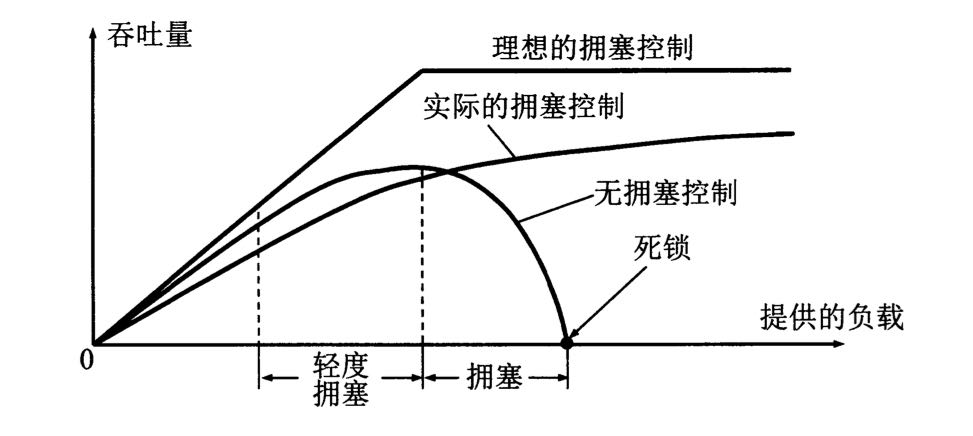 吞吐量
理想的拥塞控制
实际的拥塞控制
无拥塞控制
死锁
提供的负载
0
轻度
拥塞
拥塞